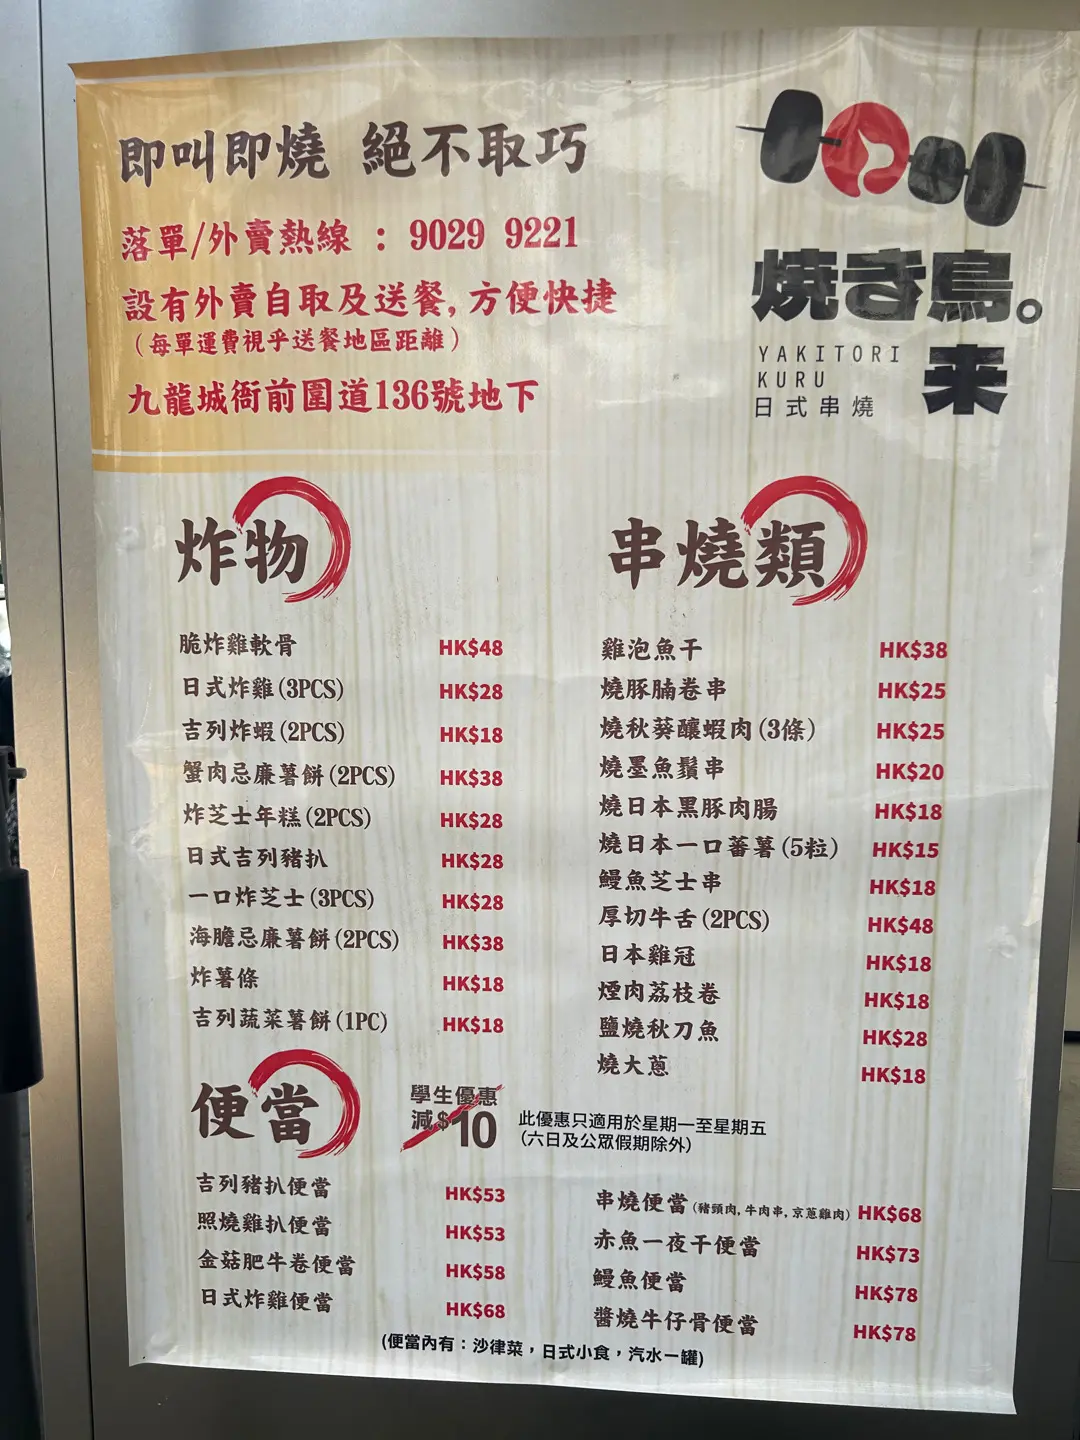 即叫即燒 絕不取巧
落單/外賣熱線 : 9029 9221
設有外賣自取及送餐, 方便快捷
(每單運費視乎送餐地區距離)
九龍城衙前圍道136號地下
焼き鳥。
来
YAKITORI
KURU
日式串燒
炸物
脆炸雞軟骨 HK$48
日式炸雞(3PCS) HK$28
吉列炸蝦(2PCS) HK$18
蟹肉忌廉薯餅(2PCS) HK$38
炸芝士年糕(2PCS) HK$28
日式吉列豬扒 HK$28
一口炸芝士(3PCS) HK$28
海膽忌廉薯餅(2PCS) HK$38
炸薯條 HK$18
吉列蔬菜薯餅(1PC) HK$18
串燒類
雞泡魚干 HK$38
燒豚腩卷串 HK$25
燒秋葵釀蝦肉(3條) HK$25
燒墨魚鬚串 HK$20
燒日本黑豚肉腸 HK$18
燒日本一口蕃薯(5粒) HK$15
鰻魚芝士串 HK$18
厚切牛舌(2PCS) HK$48
日本雞冠 HK$18
煙肉荔枝卷 HK$18
鹽燒秋刀魚 HK$28
燒大蔥 HK$18
便當
學生優惠
減$10
此優惠只適用於星期一至星期五
(六日及公眾假期除外)
吉列豬扒便當 HK$53
照燒雞扒便當 HK$53
金菇肥牛卷便當 HK$58
日式炸雞便當 HK$68
串燒便當(豬頸肉, 牛肉串, 京蔥雞肉) HK$68
赤魚一夜干便當 HK$73
鰻魚便當 HK$78
醬燒牛仔骨便當 HK$78
(便當內有：沙律菜，日式小食，汽水一罐)